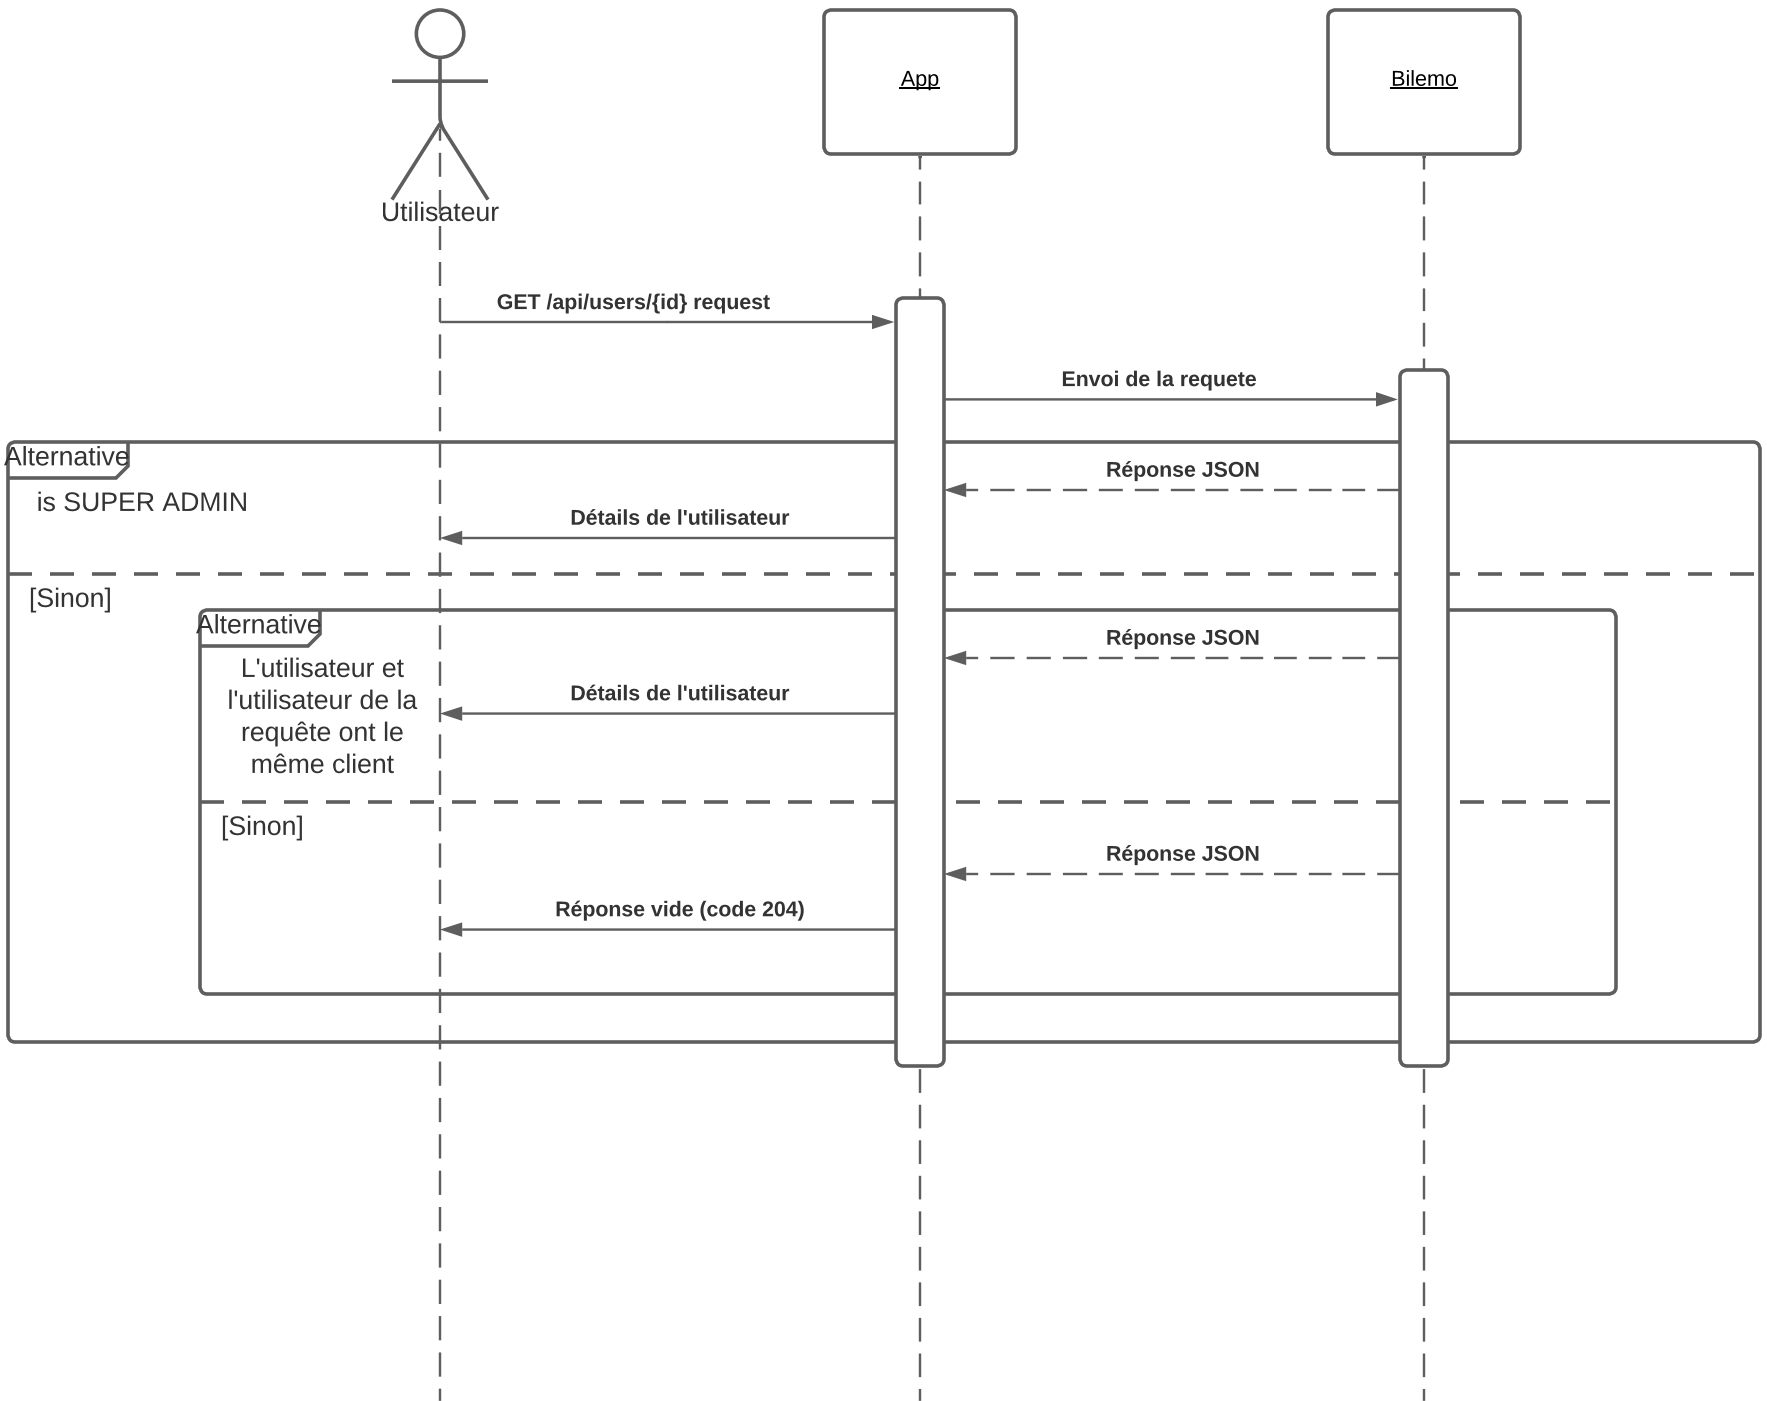 App
Bilemo
Utilisateur
GET /api/users/{id} request
Envoi de la requete
Alternative
Réponse JSON
is SUPER ADMIN
Détails de l'utilisateur
[Sinon]
Alternative
Réponse JSON
L'utilisateur et
l'utilisateur de la
requête ont le
même client
Détails de l'utilisateur
[Sinon]
Réponse JSON
Réponse vide (code 204)